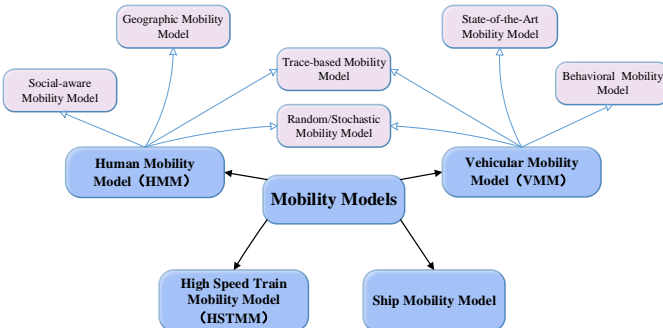 Geographic Mobility
Model
State-of-the-Art
Mobility Model
Social-aware
Mobility Model
Trace-based Mobility
Model
Behavioral Mobility
Model
Random/Stochastic
Mobility Model
Human Mobility
Model（HMM）
Vehicular Mobility
Model（VMM）
Mobility Models
High Speed Train
Mobility Model
（HSTMM）
Ship Mobility Model